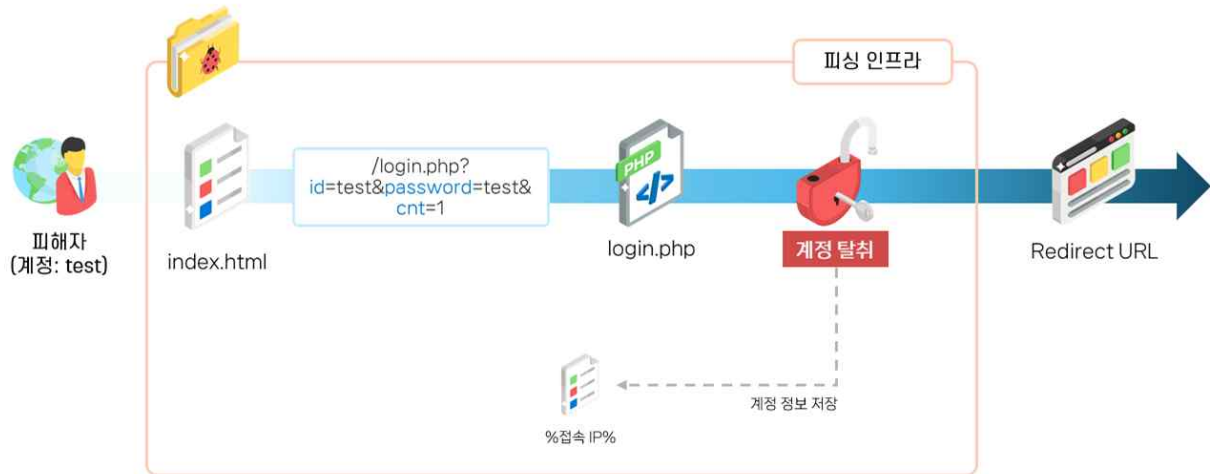 피싱 인프라
/login.php?
id=test&password=test&
cnt=1
PHP
피해자
(계정: test)
index.html
login.php
계정 탈취
Redirect URL
계정 정보 저장
%접속 IP%